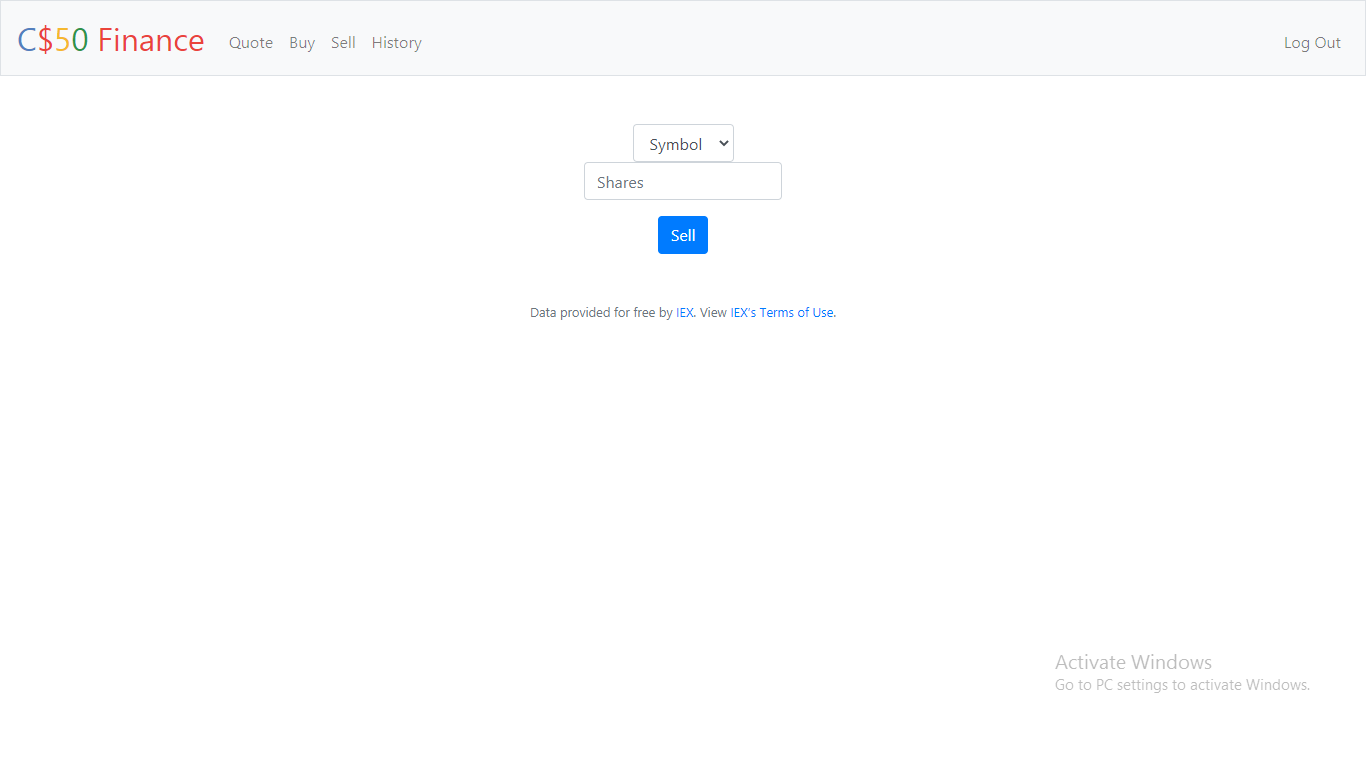 C$50 Finance Quote Buy Sell History Log Out
Symbol
Shares
Sell
Data provided for free by IEX. View IEX's Terms of Use.
Activate Windows
Go to PC settings to activate Windows.